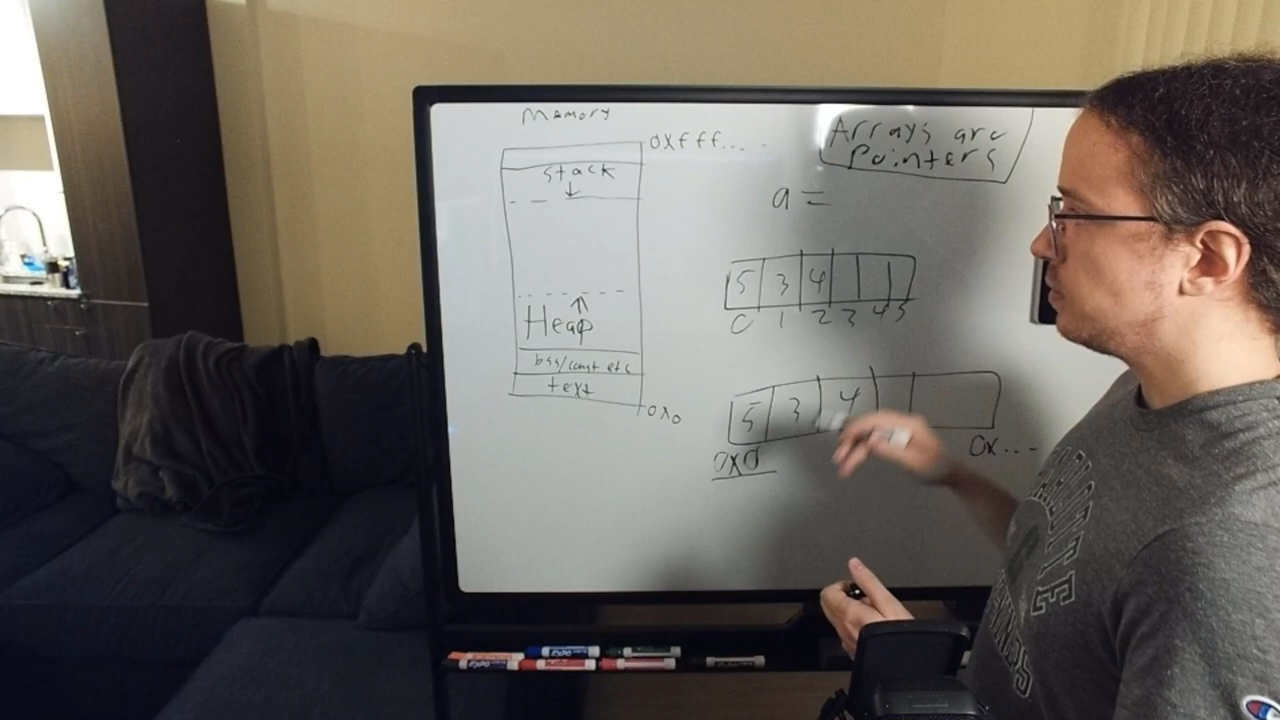 Memory
0xfff...
stack
Heap
bss/const etc
text
0x0
Arrays are
Pointers
a =
5 3 4
0 1 2 3 4 5
5 3 4
0x0
0x...